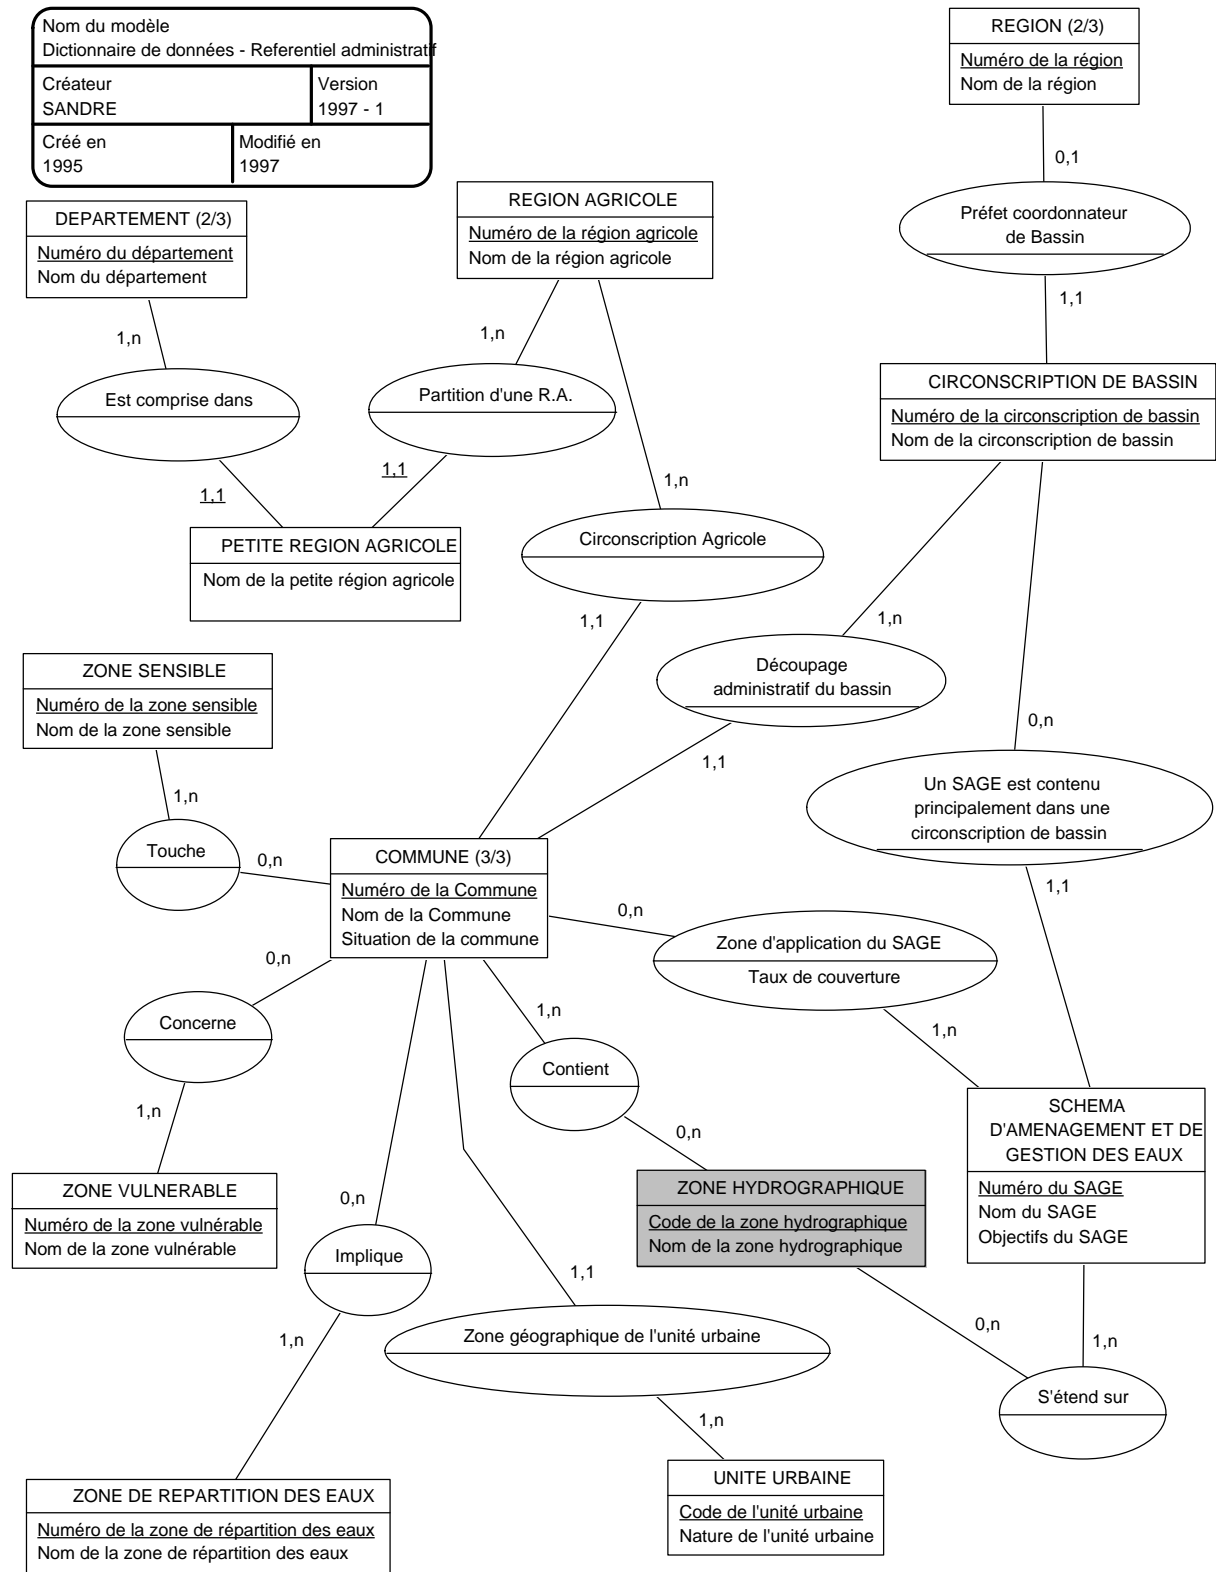 Nom du modèle
Dictionnaire de données - Referentiel administratif
Créateur
SANDRE
Version
1997 - 1
Créé en
1995
Modifié en
1997
REGION (2/3)
Numéro de la région
Nom de la région
0,1
Préfet coordonnateur
de Bassin
1,1
DEPARTEMENT (2/3)
Numéro du département
Nom du département
1,n
Est comprise dans
1,1
REGION AGRICOLE
Numéro de la région agricole
Nom de la région agricole
1,n
Partition d'une R.A.
1,1
1,n
Circonscription Agricole
1,1
PETITE REGION AGRICOLE
Nom de la petite région agricole
CIRCONSCRIPTION DE BASSIN
Numéro de la circonscription de bassin
Nom de la circonscription de bassin
1,n
Découpage
administratif du bassin
1,1
0,n
Un SAGE est contenu
principalement dans une
circonscription de bassin
1,1
ZONE SENSIBLE
Numéro de la zone sensible
Nom de la zone sensible
1,n
Touche
0,n
COMMUNE (3/3)
Numéro de la Commune
Nom de la Commune
Situation de la commune
0,n
Zone d'application du SAGE
Taux de couverture
1,n
0,n
Concerne
1,n
1,n
Contient
0,n
SCHEMA
D'AMENAGEMENT ET DE
GESTION DES EAUX
Numéro du SAGE
Nom du SAGE
Objectifs du SAGE
ZONE VULNERABLE
Numéro de la zone vulnérable
Nom de la zone vulnérable
ZONE HYDROGRAPHIQUE
Code de la zone hydrographique
Nom de la zone hydrographique
0,n
Implique
1,n
1,1
Zone géographique de l'unité urbaine
1,n
0,n
1,n
S'étend sur
ZONE DE REPARTITION DES EAUX
Numéro de la zone de répartition des eaux
Nom de la zone de répartition des eaux
UNITE URBAINE
Code de l'unité urbaine
Nature de l'unité urbaine